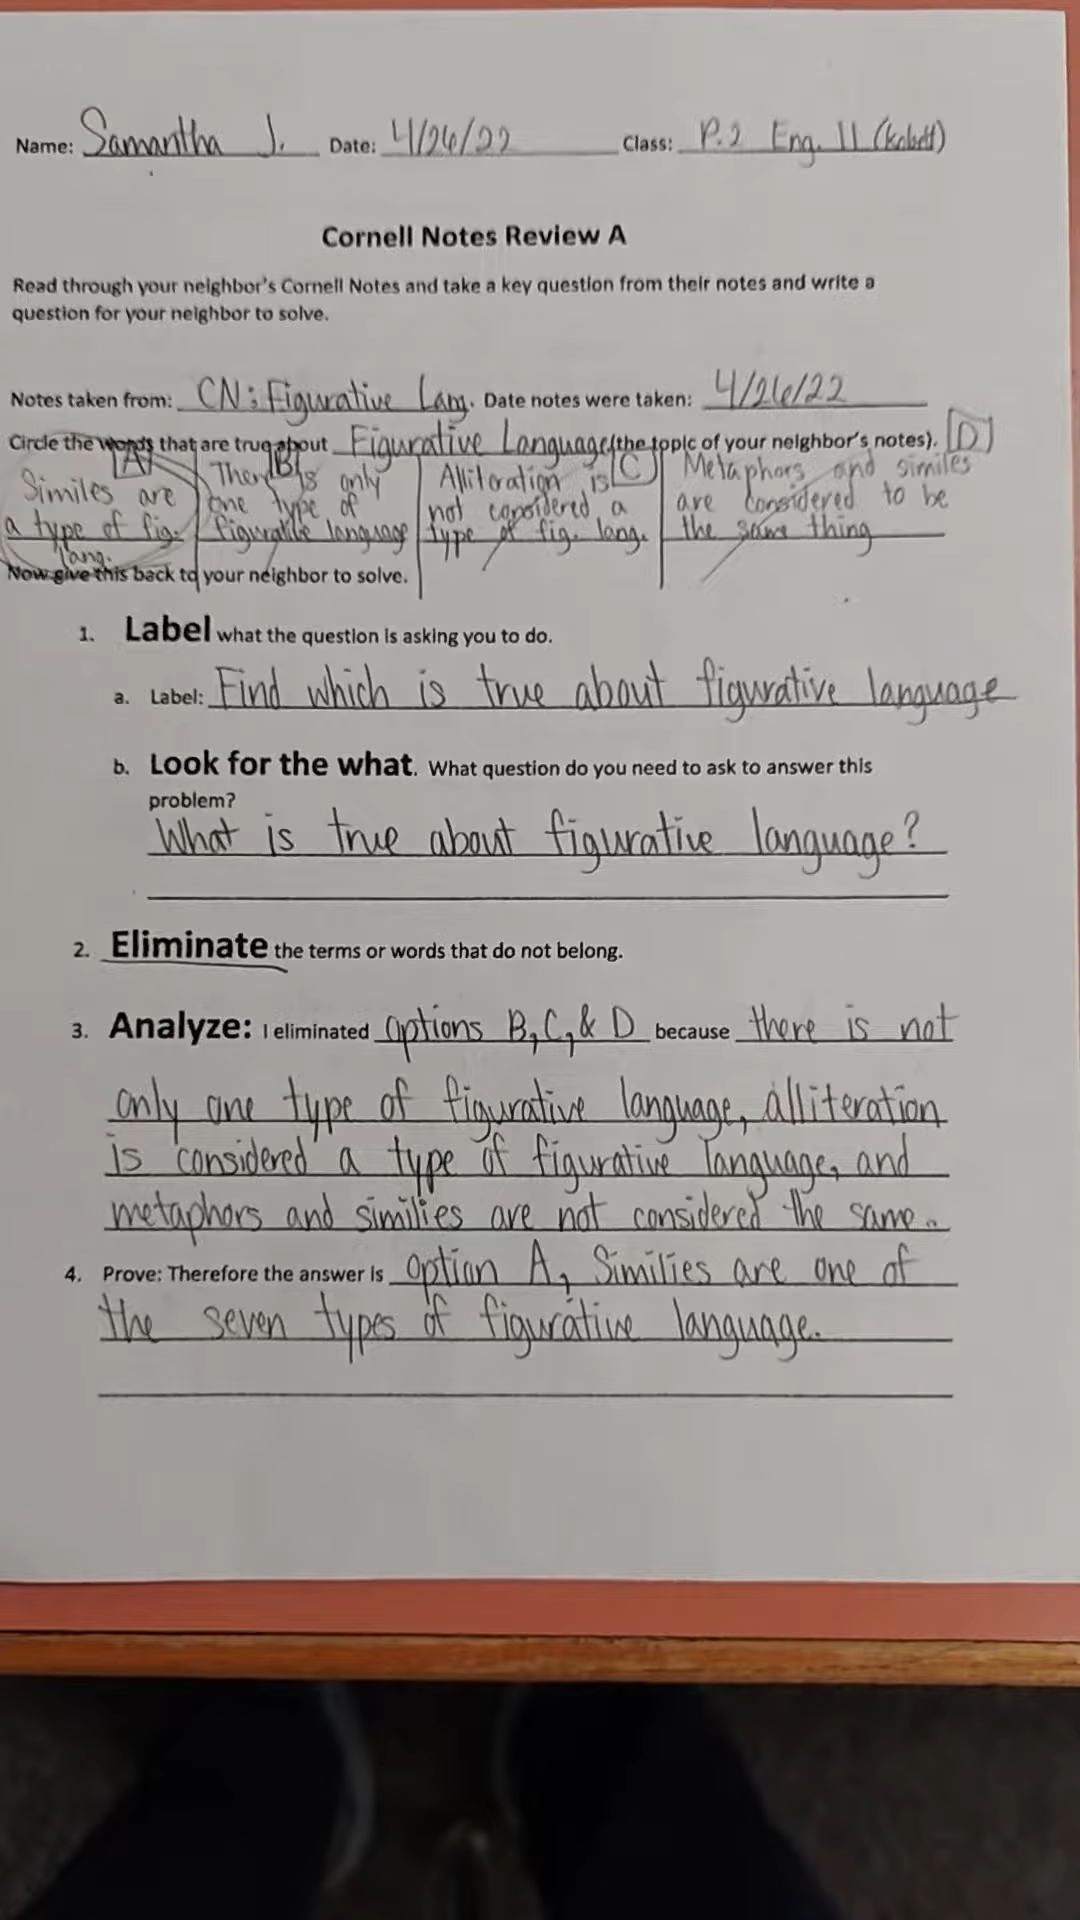 Name: Samantha J. Date: 4/26/22 Class: P.2 Eng. 11 (Kobett)
Cornell Notes Review A
Read through your neighbor's Cornell Notes and take a key question from their notes and write a
question for your neighbor to solve.
Notes taken from: CN: Figurative Lang. Date notes were taken: 4/26/22
Circle the words that are true about Figurative Language (the topic of your neighbor's notes).
A
Similes are
a type of fig.
lang.
B
There is only
one type of
figurative language
C
Alliteration is
not considered a
type of fig. lang.
D
Metaphors and similes
are considered to be
the same thing
Now give this back to your neighbor to solve.
1. Label what the question is asking you to do.
a. Label: Find which is true about figurative language
b. Look for the what. What question do you need to ask to answer this
problem?
What is true about figurative language?
2. Eliminate the terms or words that do not belong.
3. Analyze: I eliminated options B, C, & D because there is not
only one type of figurative language, alliteration
is considered a type of figurative language, and
metaphors and similies are not considered the same.
4. Prove: Therefore the answer is option A, Similies are one of
the seven types of figurative language.